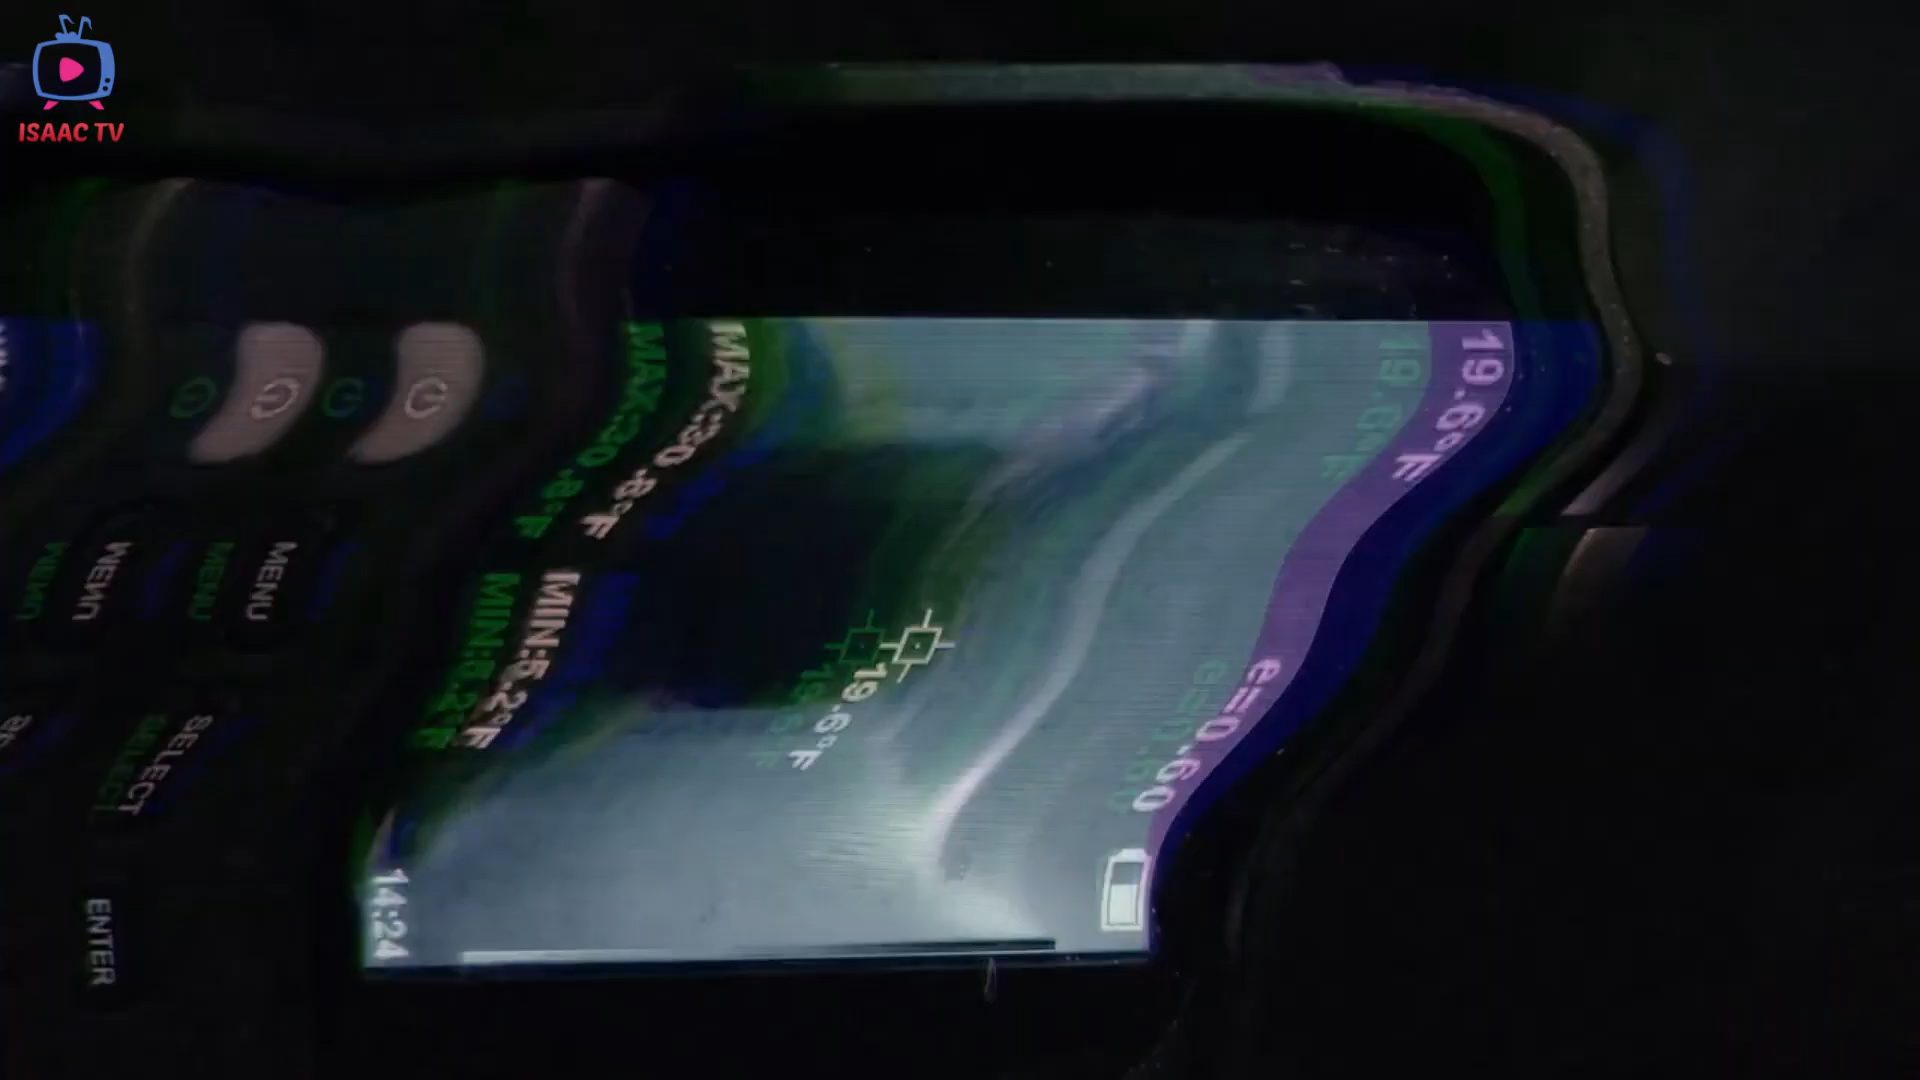 ISAAC TV
19.6°F
e=0.60
19.6°F
MAX:30.8°F
MIN:5.2°F
14:24
MENU
SELECT
ENTER